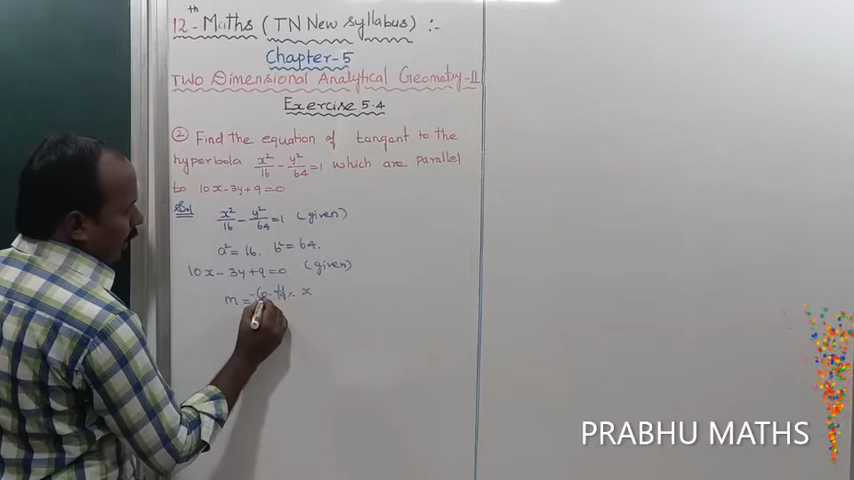 12th Maths (TN New syllabus) :-
Chapter-5
TWO Dimensional Analytical Geometry-II
Exercise 5.4
② Find the equation of tangent to the
hyperbola x²/16 - y²/64 = 1 which are parallel
to 10x-3y+9=0
Sol
x²/16 - y²/64 = 1 (given)
a² = 16, b² = 64.
10x - 3y + 9 = 0 (given)
m = x
PRABHU MATHS